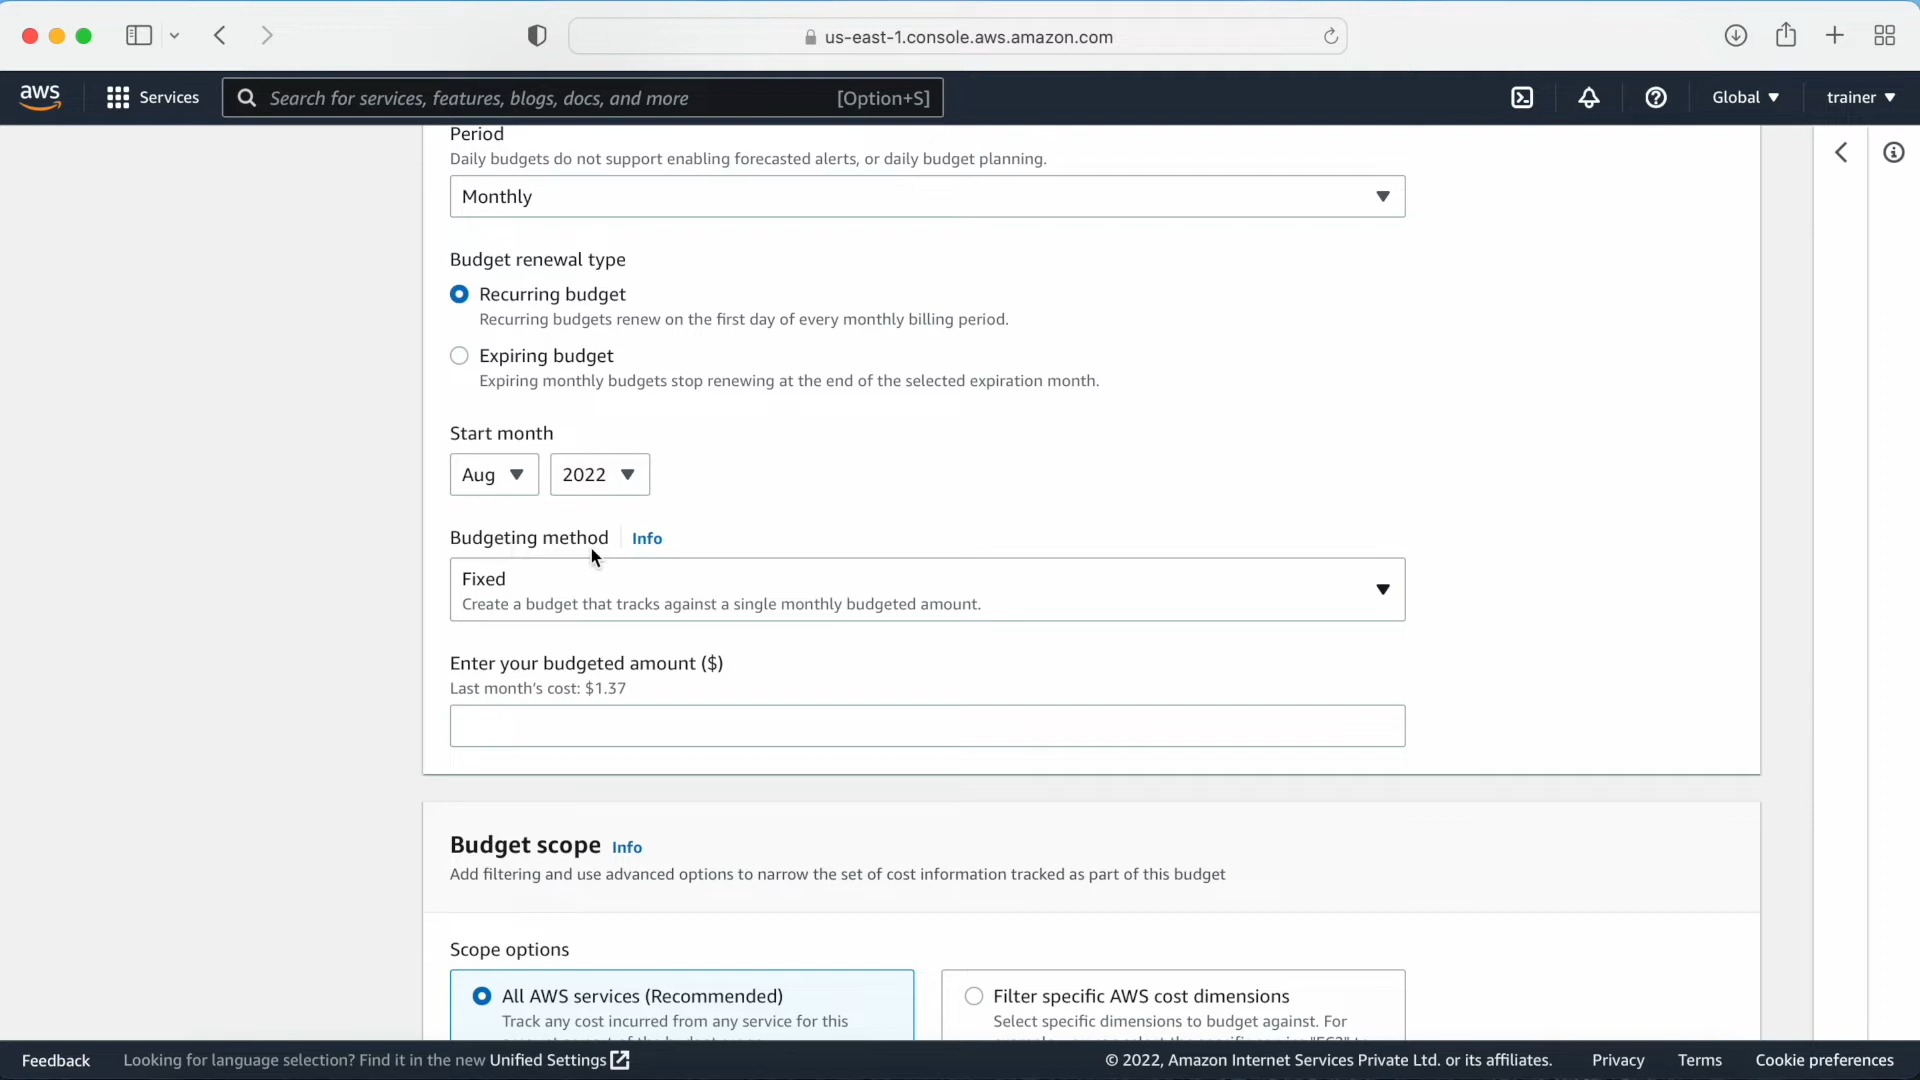 us-east-1.console.aws.amazon.com
aws
Services
Search for services, features, blogs, docs, and more [Option+S]
Global
trainer
Period
Daily budgets do not support enabling forecasted alerts, or daily budget planning.
Monthly
Budget renewal type
Recurring budget
Recurring budgets renew on the first day of every monthly billing period.
Expiring budget
Expiring monthly budgets stop renewing at the end of the selected expiration month.
Start month
Aug 2022
Budgeting method Info
Fixed
Create a budget that tracks against a single monthly budgeted amount.
Enter your budgeted amount ($)
Last month's cost: $1.37
Budget scope Info
Add filtering and use advanced options to narrow the set of cost information tracked as part of this budget
Scope options
All AWS services (Recommended)
Track any cost incurred from any service for this
Filter specific AWS cost dimensions
Select specific dimensions to budget against. For
Feedback
Looking for language selection? Find it in the new Unified Settings
© 2022, Amazon Internet Services Private Ltd. or its affiliates.
Privacy
Terms
Cookie preferences